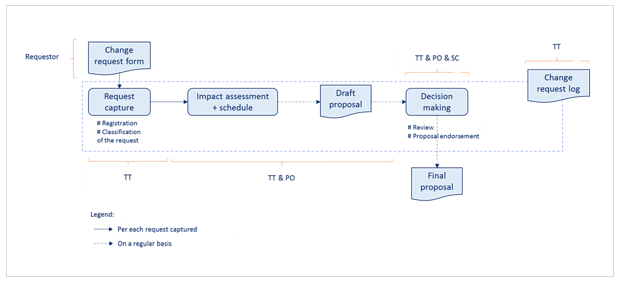 Requestor
Change
request form
TT & PO & SC
TT
Change
request log
Request
capture
Impact assessment
+ schedule
Draft
proposal
Decision
making
# Registration
# Classification
of the request
# Review
# Proposal endorsement
TT
TT & PO
Final
proposal
Legend:
Per each request captured
On a regular basis